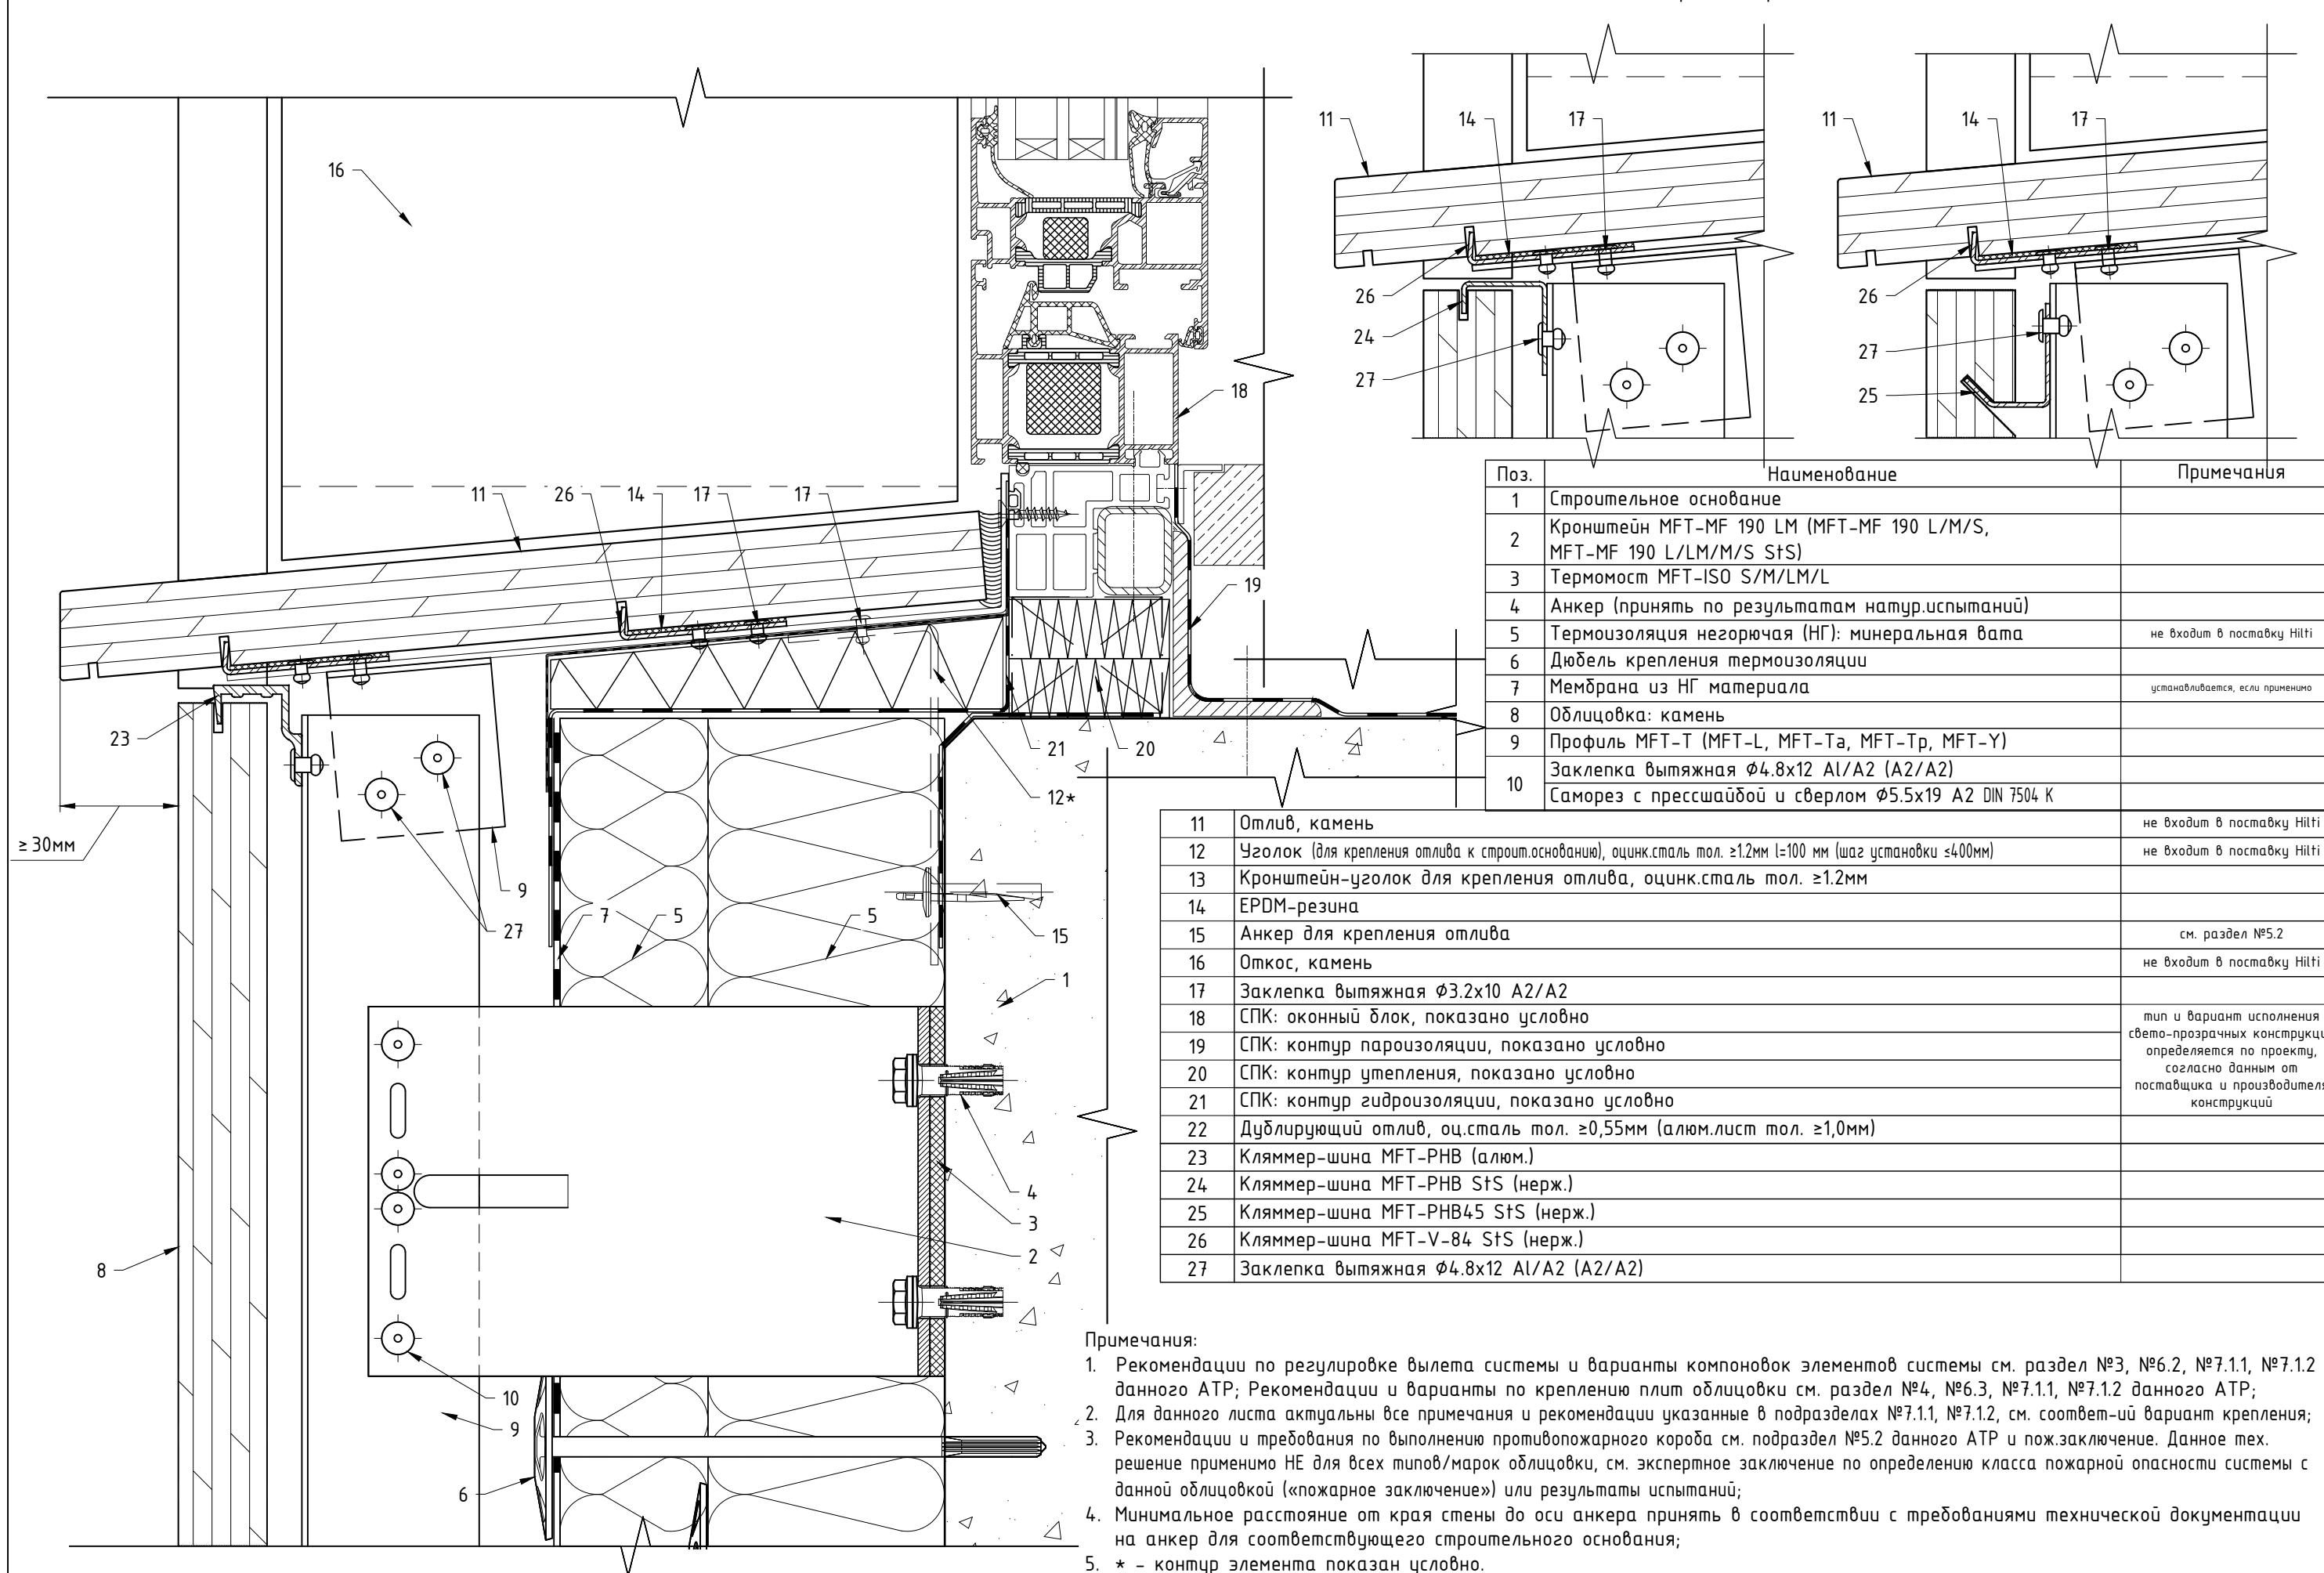 16
11
26
14
17
17
18
19
23
21
20
12*
≥30мм
9
27
7
5
5
15
1
4
3
2
8
10
9
6
11
14
17
26
24
27
11
14
17
26
27
25
Поз. Наименование Примечания
1 Строительное основание
2 Кронштейн MFT-MF 190 LM (MFT-MF 190 L/M/S,
MFT-MF 190 L/LM/M/S StS)
3 Термомост MFT-ISO S/M/LM/L
4 Анкер (принять по результатам натур.испытаний)
5 Термоизоляция негорючая (НГ): минеральная вата не входит в поставку Hilti
6 Дюбель крепления термоизоляции
7 Мембрана из НГ материала устанавливается, если применимо
8 Облицовка: камень
9 Профиль MFT-T (MFT-L, MFT-Ta, MFT-Tp, MFT-Y)
10 Заклепка вытяжная Ø4.8x12 Al/A2 (A2/A2)
Саморез с прессшайбой и сверлом Ø5.5x19 A2 DIN 7504 K
11 Отлив, камень не входит в поставку Hilti
12 Уголок (для крепления отлива к строит.основанию), оцинк.сталь тол. ≥1.2мм l=100 мм (шаг установки ≤400мм) не входит в поставку Hilti
13 Кронштейн-уголок для крепления отлива, оцинк.сталь тол. ≥1.2мм
14 EPDM-резина
15 Анкер для крепления отлива см. раздел №5.2
16 Откос, камень не входит в поставку Hilti
17 Заклепка вытяжная Ø3.2x10 A2/A2
18 СПК: оконный блок, показано условно тип и вариант исполнения
19 СПК: контур пароизоляции, показано условно свето-прозрачных конструкци
определяется по проекту,
20 СПК: контур утепления, показано условно согласно данным от
21 СПК: контур гидроизоляции, показано условно поставщика и производителя
конструкций
22 Дублирующий отлив, оц.сталь тол. ≥0,55мм (алюм.лист тол. ≥1,0мм)
23 Кляммер-шина MFT-PHB (алюм.)
24 Кляммер-шина MFT-PHB StS (нерж.)
25 Кляммер-шина MFT-PHB45 StS (нерж.)
26 Кляммер-шина MFT-V-84 StS (нерж.)
27 Заклепка вытяжная Ø4.8x12 Al/A2 (A2/A2)
Примечания:
1. Рекомендации по регулировке вылета системы и варианты компоновок элементов системы см. раздел №3, №6.2, №7.1.1, №7.1.2
данного АТР; Рекомендации и варианты по креплению плит облицовки см. раздел №4, №6.3, №7.1.1, №7.1.2 данного АТР;
2. Для данного листа актуальны все примечания и рекомендации указанные в подразделах №7.1.1, №7.1.2, см. соответ-ий вариант крепления;
3. Рекомендации и требования по выполнению противопожарного короба см. подраздел №5.2 данного АТР и пож.заключение. Данное тех.
решение применимо НЕ для всех типов/марок облицовки, см. экспертное заключение по определению класса пожарной опасности системы с
данной облицовкой («пожарное заключение») или результаты испытаний;
4. Минимальное расстояние от края стены до оси анкера принять в соответствии с требованиями технической документации
на анкер для соответствующего строительного основания;
5. * - контур элемента показан условно.